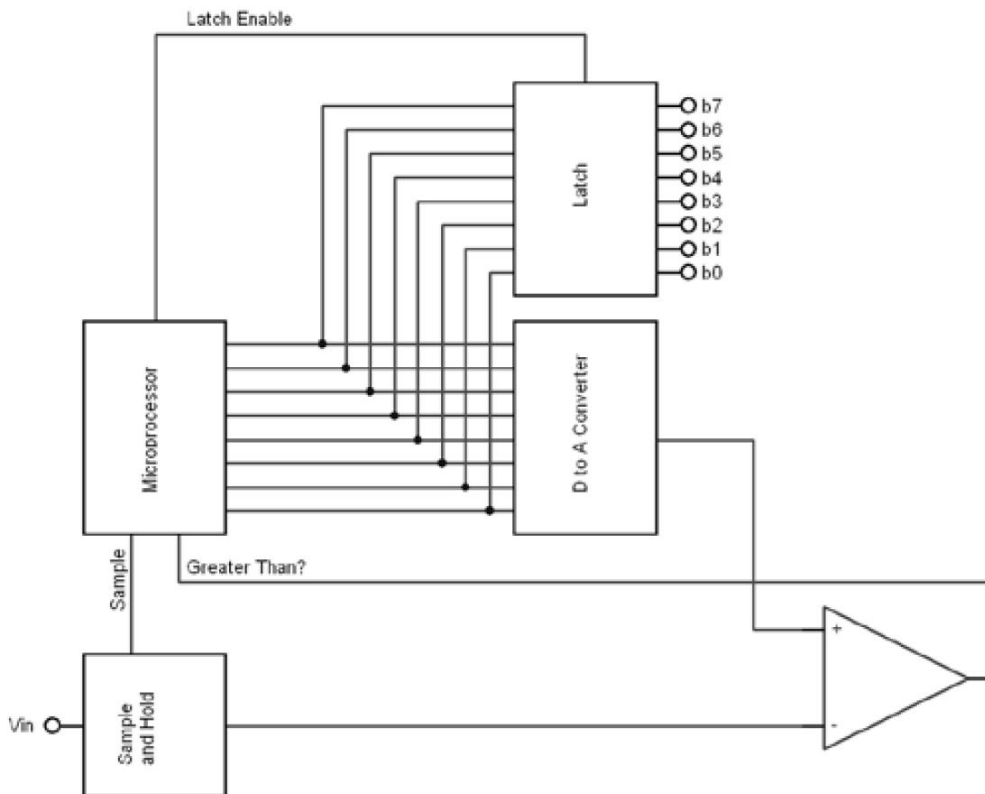 Latch Enable
Latch
b7
b6
b5
b4
b3
b2
b1
b0
Microprocessor
D to A Converter
Sample
Greater Than?
+
-
Vin
Sample
and Hold